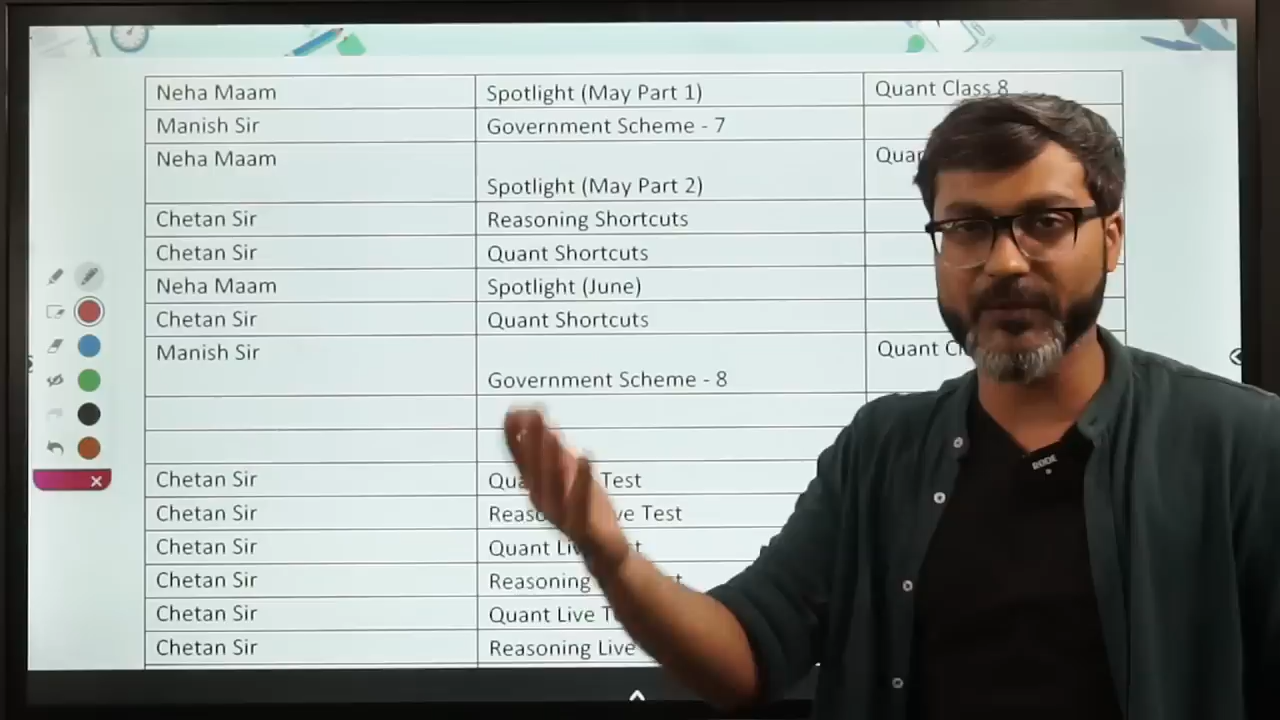 Neha Maam Spotlight (May Part 1) Quant Class 8
Manish Sir Government Scheme - 7
Neha Maam
Spotlight (May Part 2)
Chetan Sir Reasoning Shortcuts
Chetan Sir Quant Shortcuts
Neha Maam Spotlight (June)
Chetan Sir Quant Shortcuts
Manish Sir
Government Scheme - 8
Chetan Sir Test
Chetan Sir Test
Chetan Sir Quant
Chetan Sir Reasoning
Chetan Sir Quant Live
Chetan Sir Reasoning Live
RODE